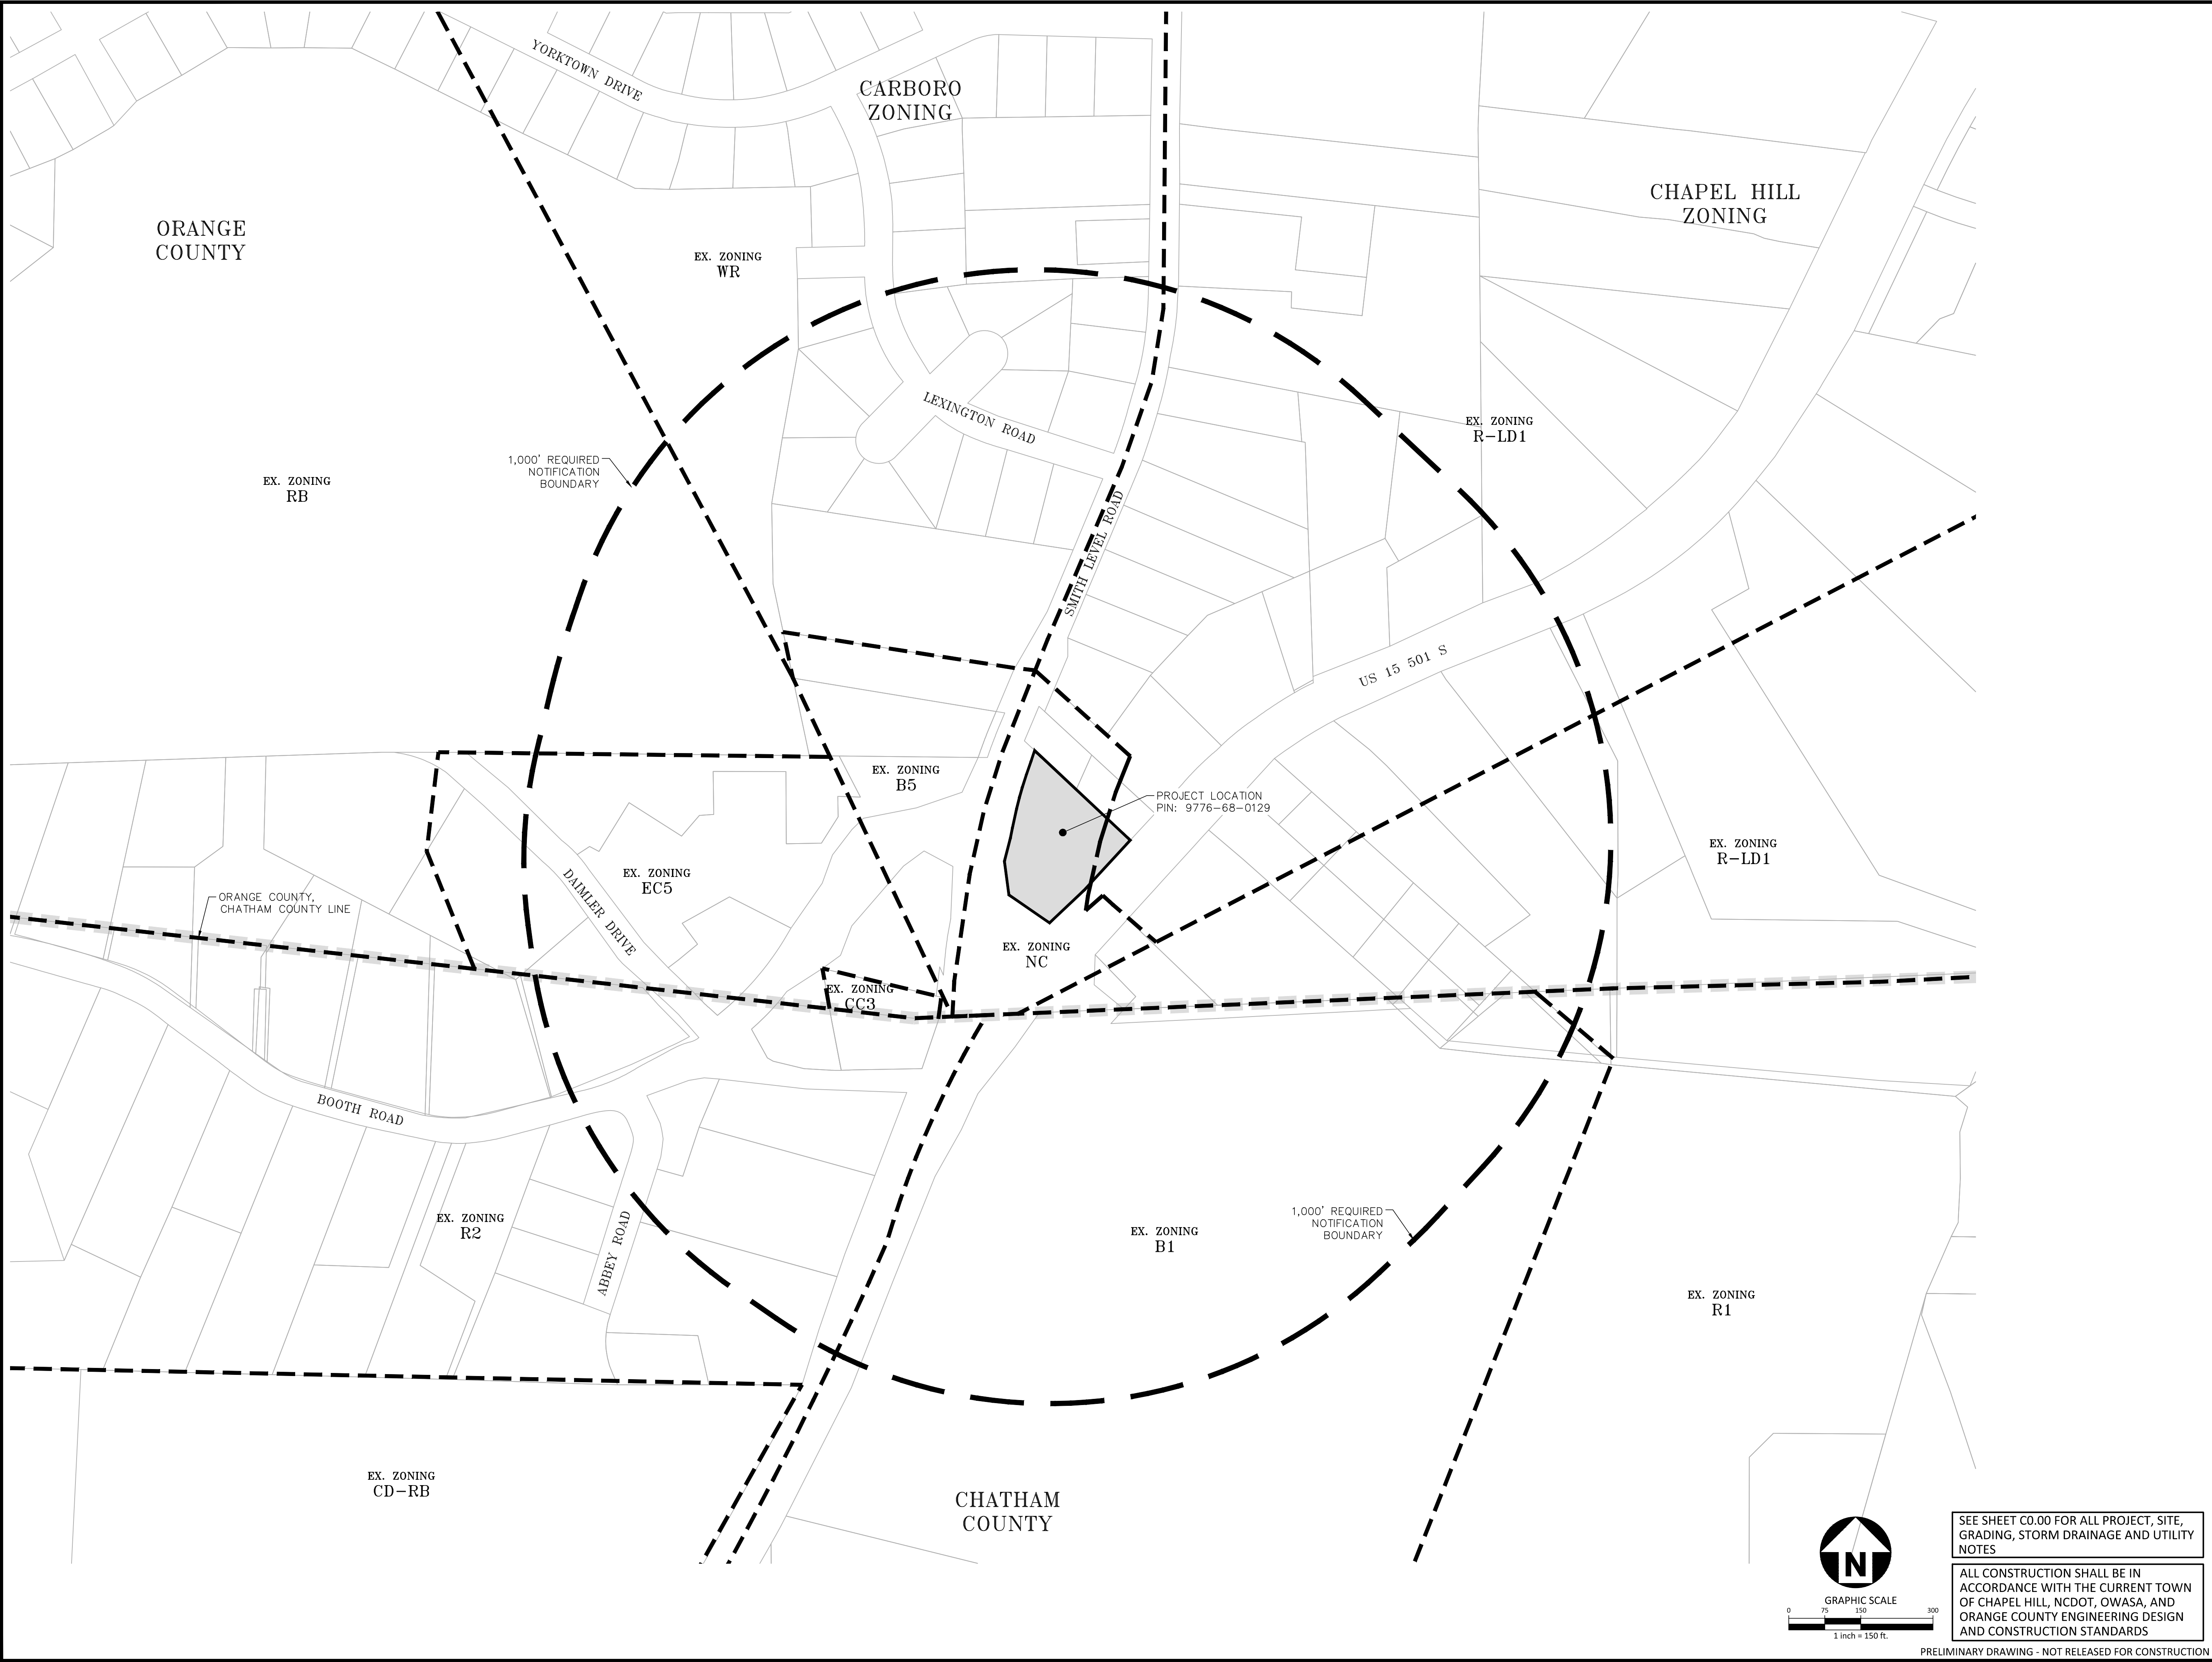 YORKTOWN DRIVE
CARBORO
ZONING
CHAPEL HILL
ZONING
ORANGE
COUNTY
EX. ZONING
WR
LEXINGTON ROAD
EX. ZONING
R-LD1
1,000' REQUIRED
NOTIFICATION
BOUNDARY
EX. ZONING
RB
SMITH LEVEL ROAD
US 15 501 S
EX. ZONING
B5
PROJECT LOCATION
PIN: 9776-68-0129
EX. ZONING
R-LD1
EX. ZONING
EC5
DAIMLER DRIVE
ORANGE COUNTY,
CHATHAM COUNTY LINE
EX. ZONING
NC
EX. ZONING
CC3
BOOTH ROAD
EX. ZONING
R2
ABBEY ROAD
EX. ZONING
B1
1,000' REQUIRED
NOTIFICATION
BOUNDARY
EX. ZONING
R1
EX. ZONING
CD-RB
CHATHAM
COUNTY
N
GRAPHIC SCALE
0 75 150 300
1 inch = 150 ft.
SEE SHEET C0.00 FOR ALL PROJECT, SITE,
GRADING, STORM DRAINAGE AND UTILITY
NOTES
ALL CONSTRUCTION SHALL BE IN
ACCORDANCE WITH THE CURRENT TOWN
OF CHAPEL HILL, NCDOT, OWASA, AND
ORANGE COUNTY ENGINEERING DESIGN
AND CONSTRUCTION STANDARDS
PRELIMINARY DRAWING - NOT RELEASED FOR CONSTRUCTION